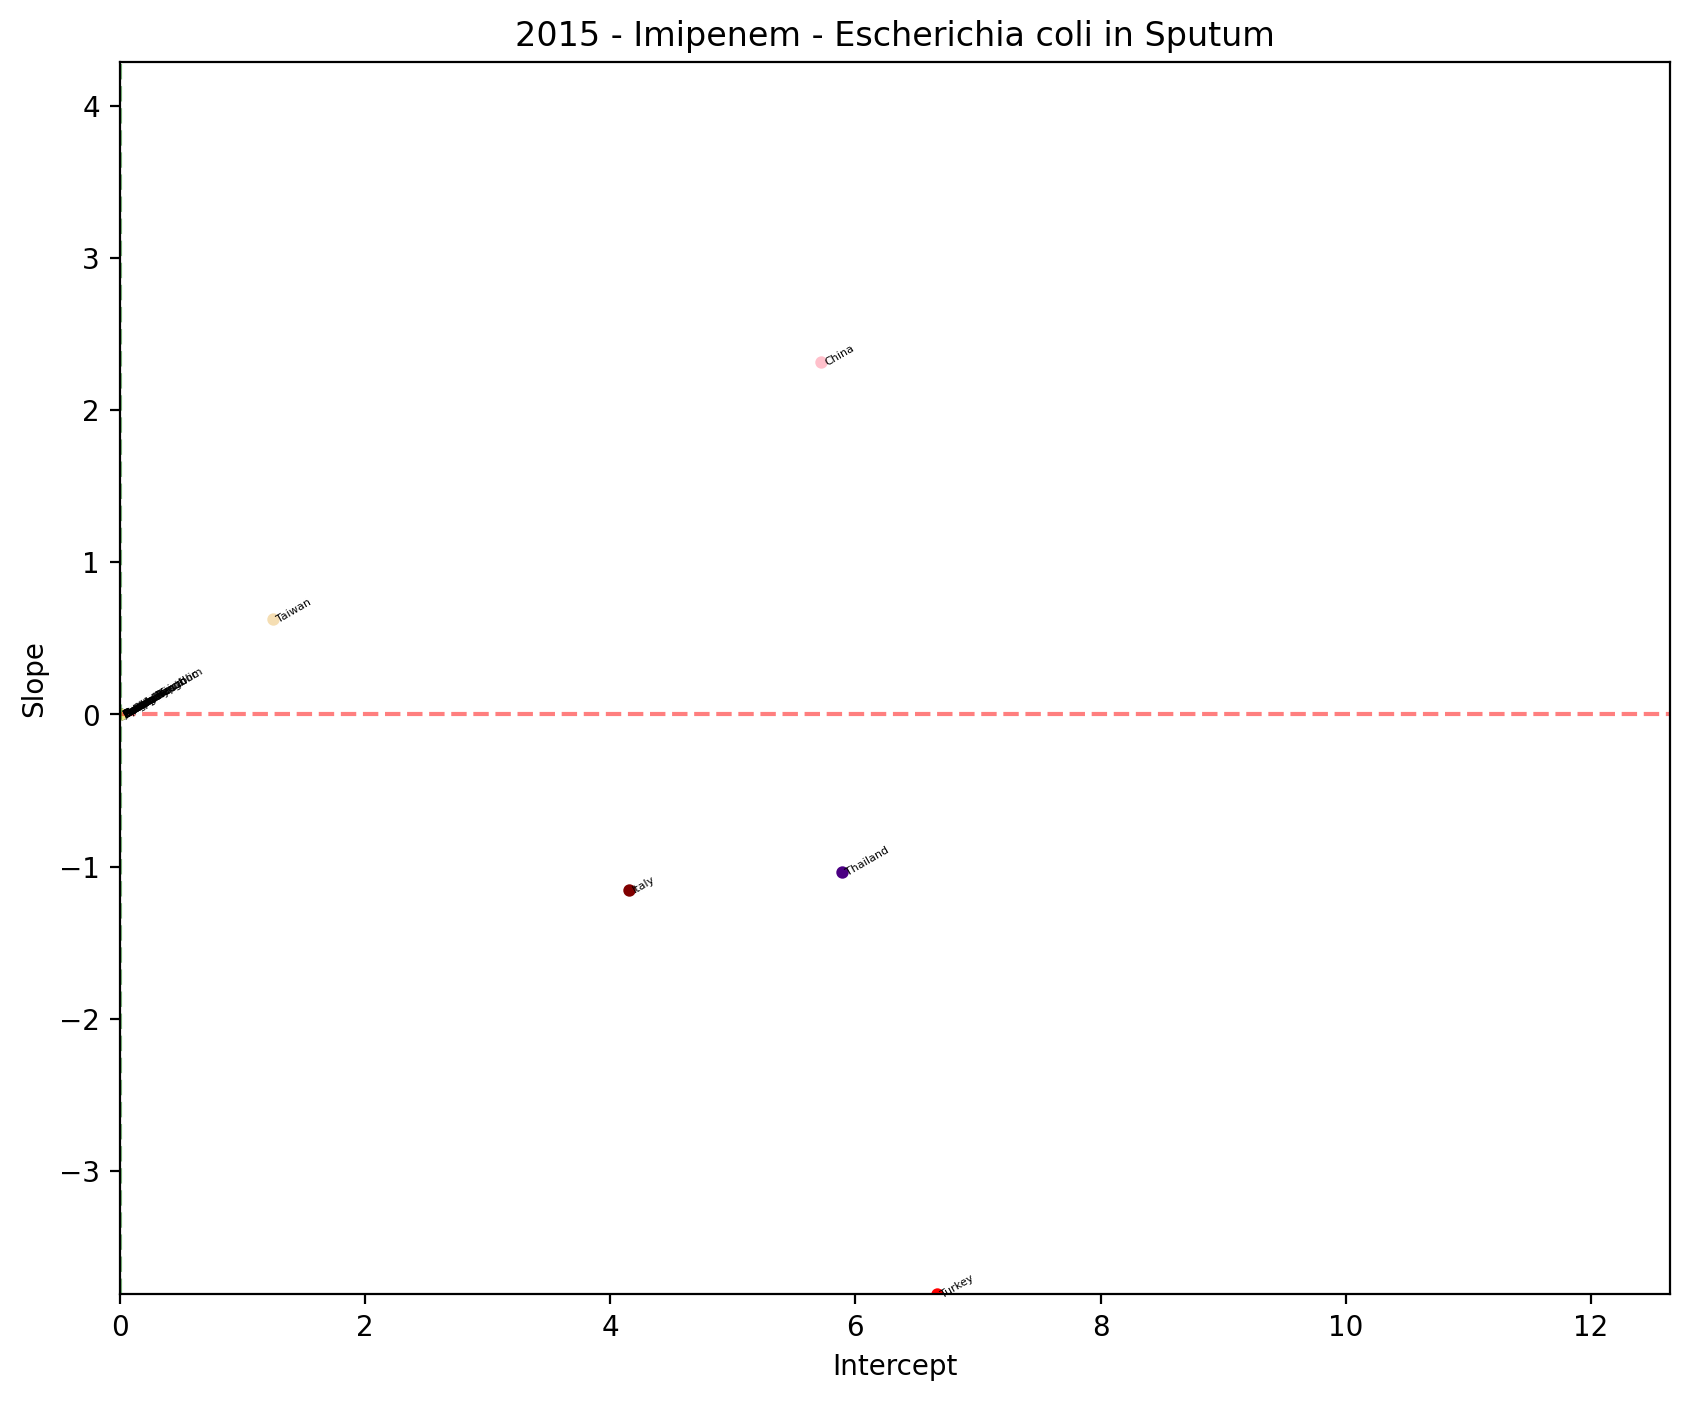 2015 - Imipenem - Escherichia coli in Sputum
4
3
China
2
1
Taiwan
Slope
0
Thailand
−1
Italy
−2
−3
Turkey
0
2
4
6
8
10
12
Intercept